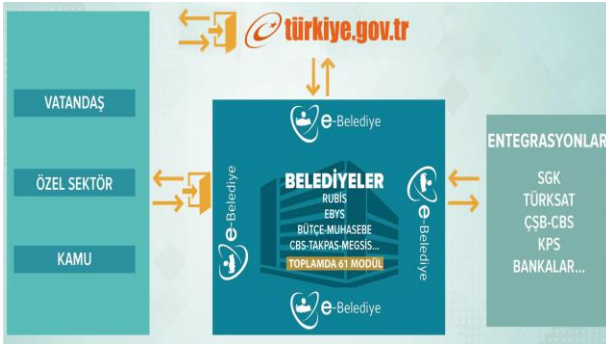 türkiye.gov.tr
VATANDAŞ
ÖZEL SEKTÖR
KAMU
e-Belediye
e-Belediye
BELEDİYELER
RUBİS
EBYS
BÜTÇE-MUHASEBE
CBS-TAKPAS-MEGSİS...
TOPLAMDA 61 MODÜL
e-Belediye
e-Belediye
ENTEGRASYONLAR
SGK
TÜRKSAT
ÇŞB-CBS
KPS
BANKALAR...